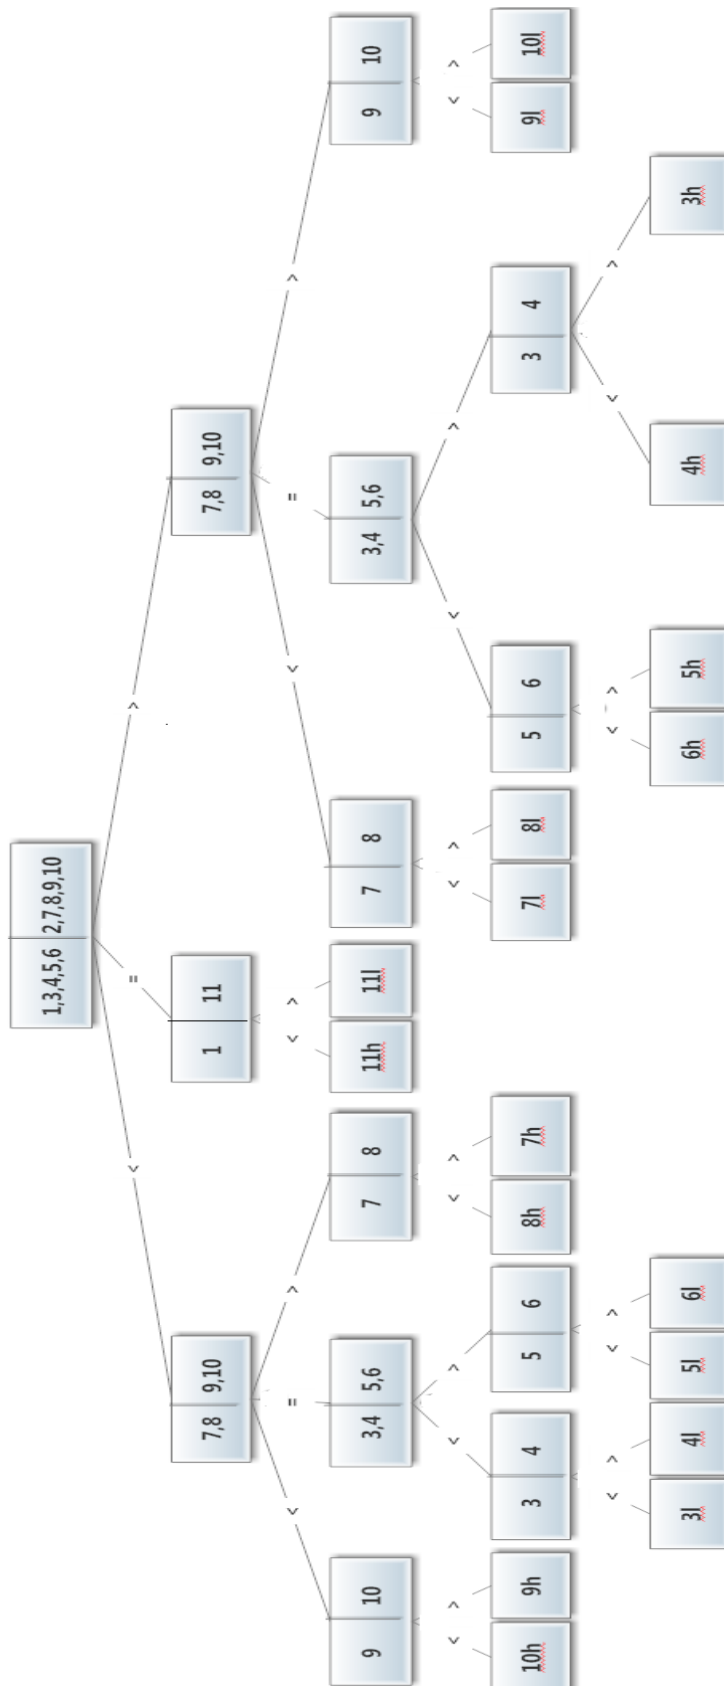 1,3,4,5,6 2,7,8,9,10
< = >
7,8 9,10 1 11 7,8 9,10
< = > < > < = >
9 10 3,4 5,6 7 8 11h 11l 7 8 3,4 5,6 9 10
< > < > < > < > < > < >
10h 9h 3 4 5 6 8h 7h 7l 8l 5 6 3 4 9l 10l
< > < > < > < >
3l 4l 5l 6l 6h 5h 4h 3h